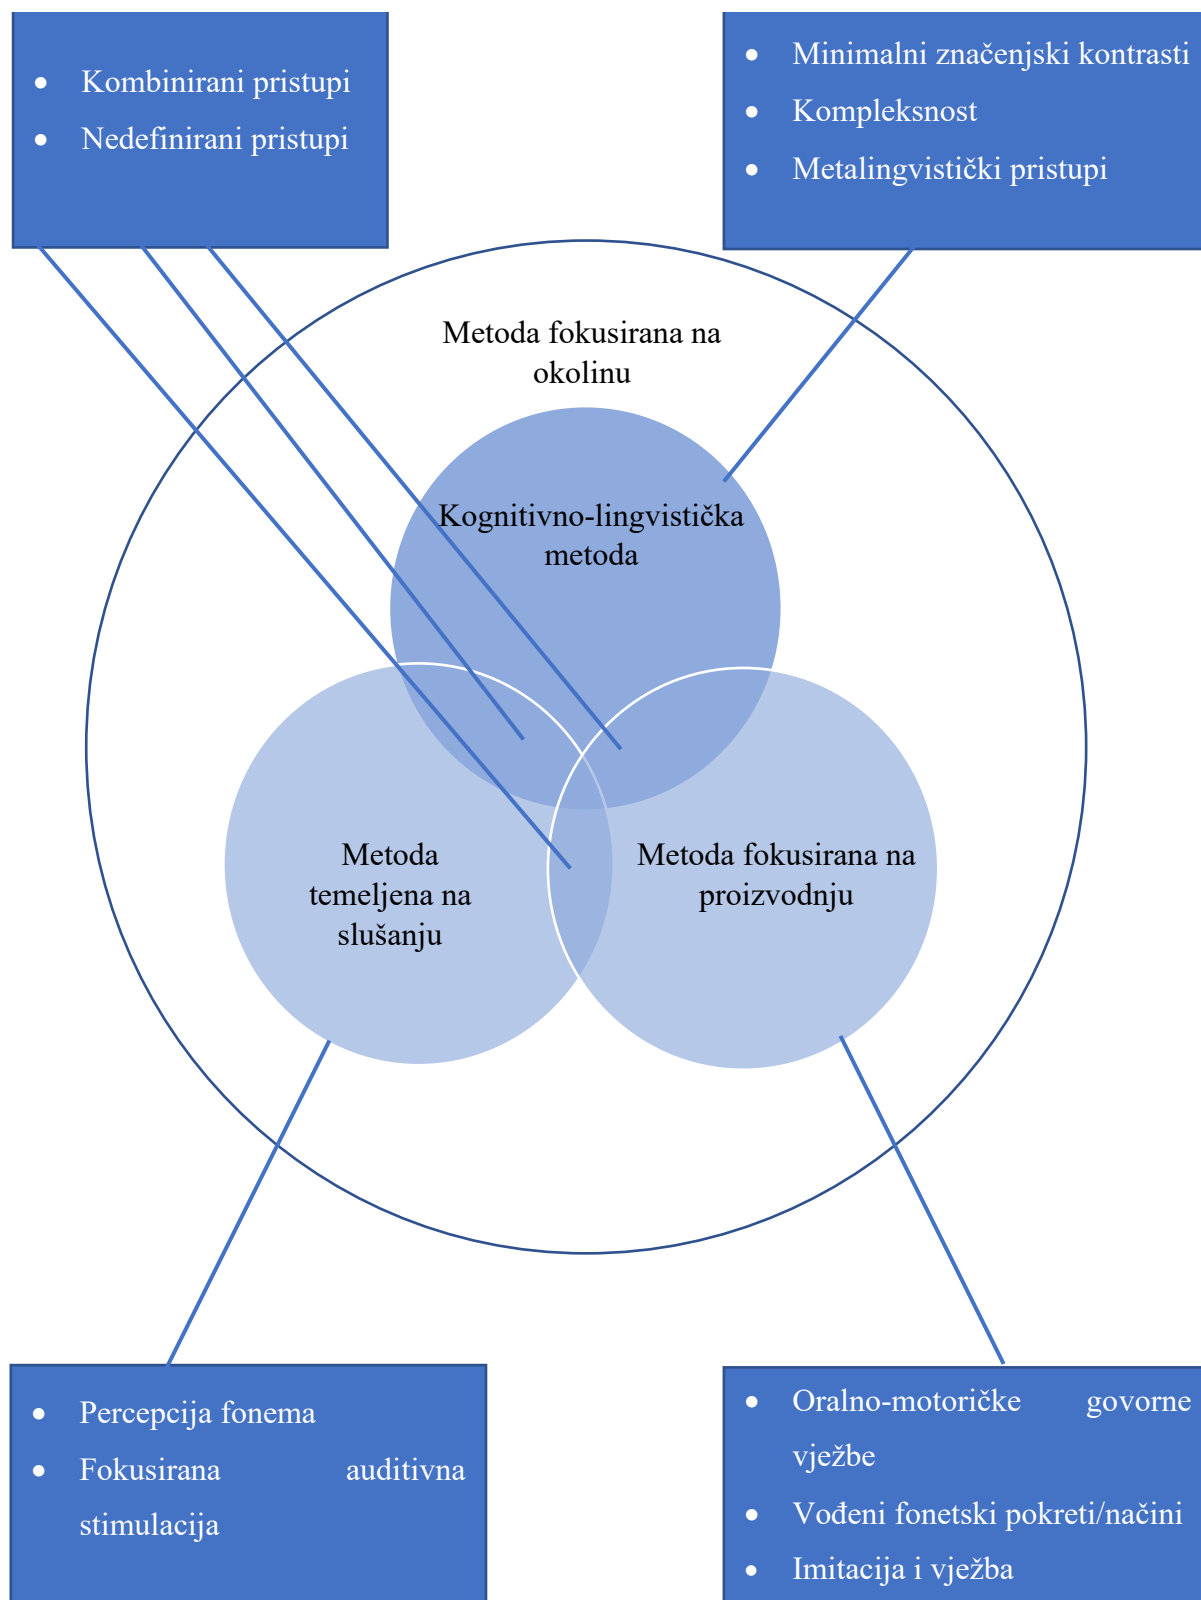 • Kombinirani pristupi
• Nedefinirani pristupi
• Minimalni značenjski kontrasti
• Kompleksnost
• Metalingvistički pristupi
Metoda fokusirana na
okolinu
Kognitivno-lingvistička
metoda
Metoda
temeljena na
slušanju
Metoda fokusirana na
proizvodnju
• Percepcija fonema
• Fokusirana auditivna
stimulacija
• Oralno-motoričke govorne
vježbe
• Vođeni fonetski pokreti/načini
• Imitacija i vježba